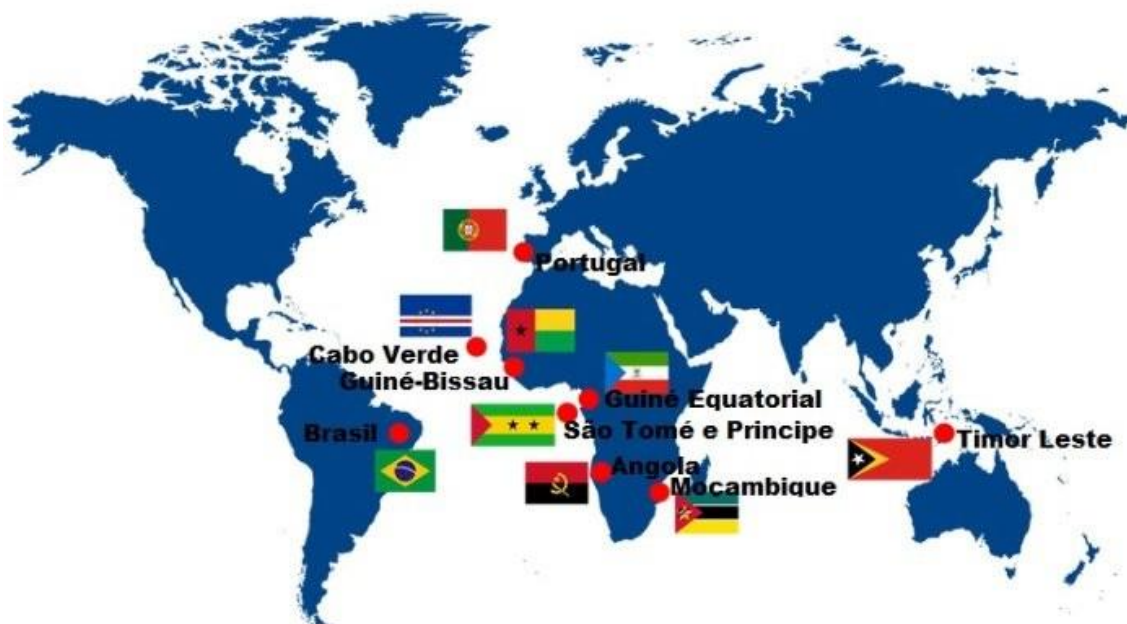 Portugal
Cabo Verde
Guiné-Bissau
Guiné Equatorial
São Tomé e Principe
Brasil
Timor Leste
Angola
Moçambique